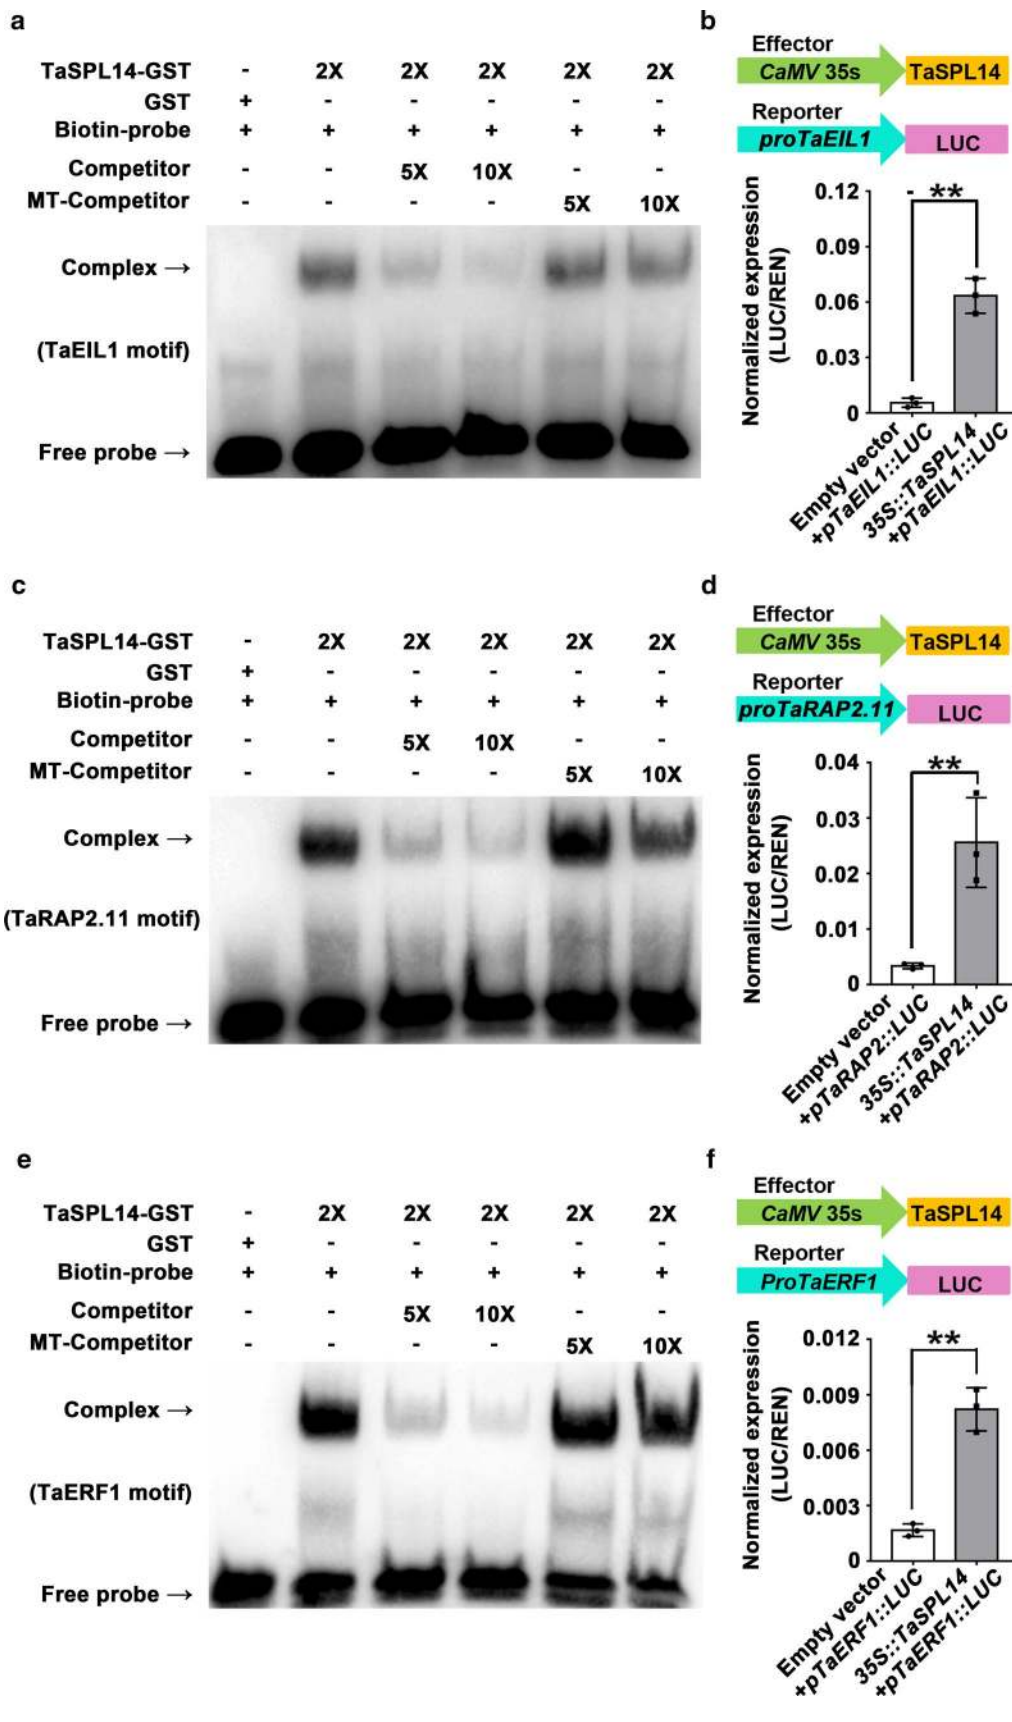 a
TaSPL14-GST - 2X 2X 2X 2X 2X
GST + - - - - -
Biotin-probe + + + + + +
Competitor - - 5X 10X - -
MT-Competitor - - - - 5X 10X
Complex →
(TaEIL1 motif)
Free probe →
b
Effector
CaMV 35s TaSPL14
Reporter
proTaEIL1 LUC
Normalized expression
(LUC/REN)
0.12
0.09
0.06
0.03
0
- **
Empty vector
+pTaEIL1::LUC
35S::TaSPL14
+pTaEIL1::LUC
c
TaSPL14-GST - 2X 2X 2X 2X 2X
GST + - - - - -
Biotin-probe + + + + + +
Competitor - - 5X 10X - -
MT-Competitor - - - - 5X 10X
Complex →
(TaRAP2.11 motif)
Free probe →
d
Effector
CaMV 35s TaSPL14
Reporter
proTaRAP2.11 LUC
Normalized expression
(LUC/REN)
0.04
0.03
0.02
0.01
0
**
Empty vector
+pTaRAP2::LUC
35S::TaSPL14
+pTaRAP2::LUC
e
TaSPL14-GST - 2X 2X 2X 2X 2X
GST + - - - - -
Biotin-probe + + + + + +
Competitor - - 5X 10X - -
MT-Competitor - - - - 5X 10X
Complex →
(TaERF1 motif)
Free probe →
f
Effector
CaMV 35s TaSPL14
Reporter
ProTaERF1 LUC
Normalized expression
(LUC/REN)
0.012
0.009
0.006
0.003
0
**
Empty vector
+pTaERF1::LUC
35S::TaSPL14
+pTaERF1::LUC